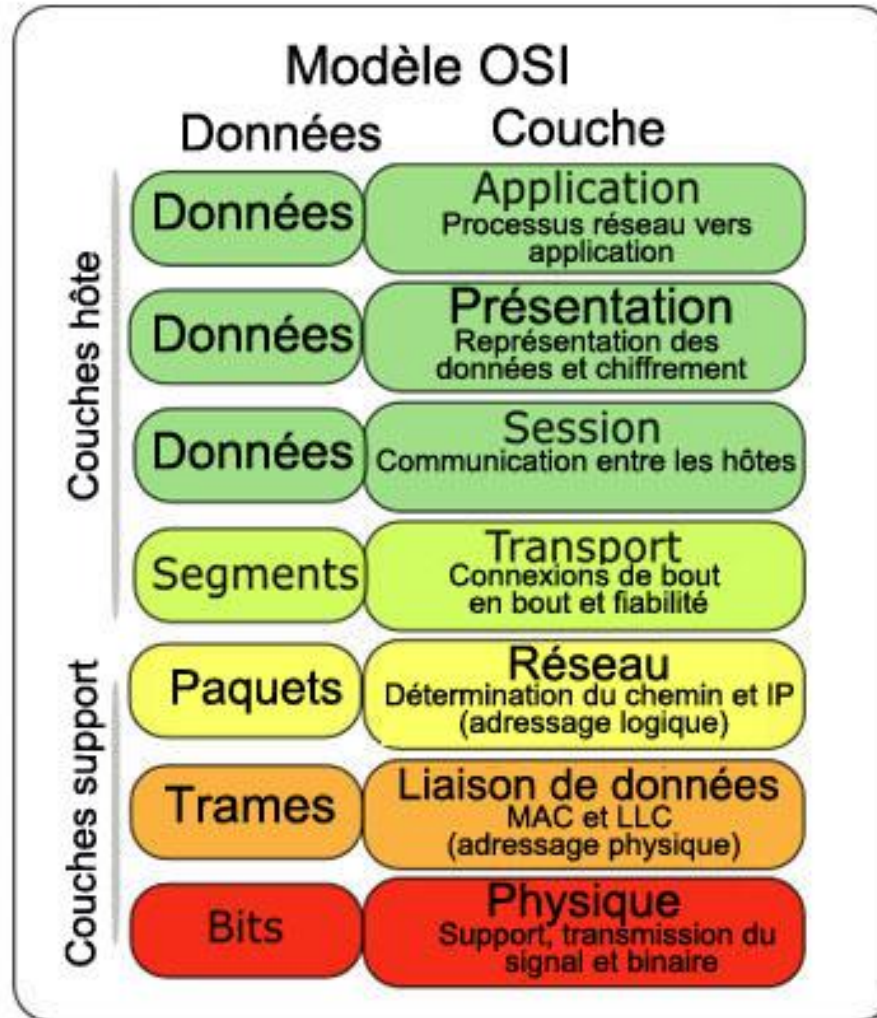 Modèle OSI
Données Couche
Couches hôte
Données
Application
Processus réseau vers
application
Données
Présentation
Représentation des
données et chiffrement
Données
Session
Communication entre les hôtes
Segments
Transport
Connexions de bout
en bout et fiabilité
Couches support
Paquets
Réseau
Détermination du chemin et IP
(adressage logique)
Trames
Liaison de données
MAC et LLC
(adressage physique)
Bits
Physique
Support, transmission du
signal et binaire